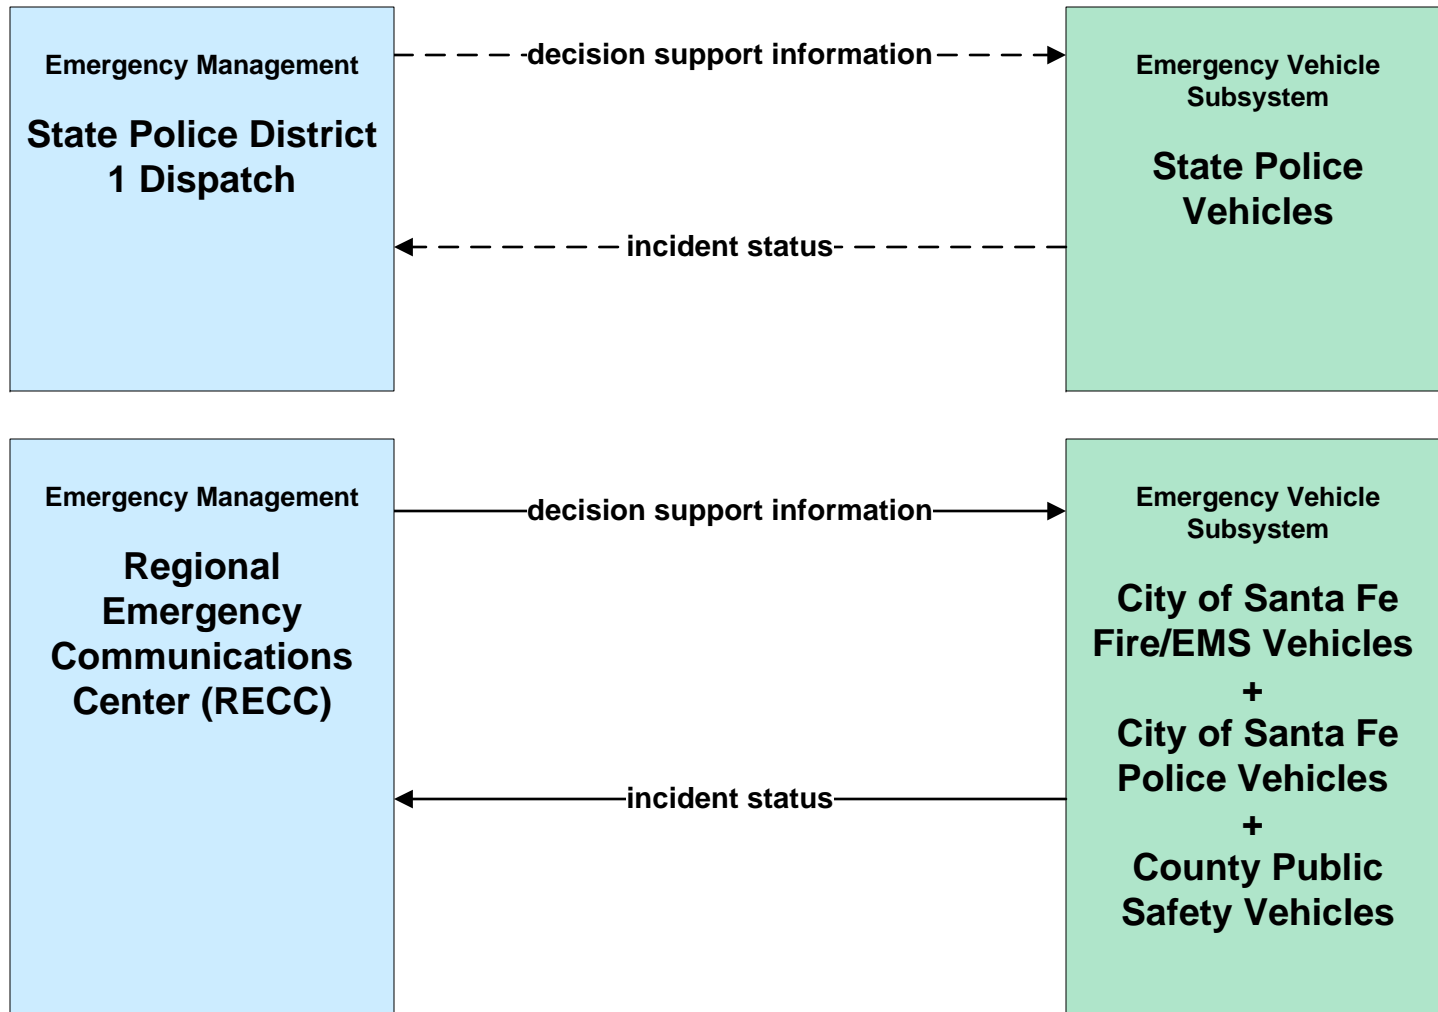 Emergency Management
State Police District
1 Dispatch
decision support information
incident status
Emergency Vehicle
Subsystem
State Police
Vehicles
Emergency Management
Regional
Emergency
Communications
Center (RECC)
decision support information
incident status
Emergency Vehicle
Subsystem
City of Santa Fe
Fire/EMS Vehicles
+
City of Santa Fe
Police Vehicles
+
County Public
Safety Vehicles